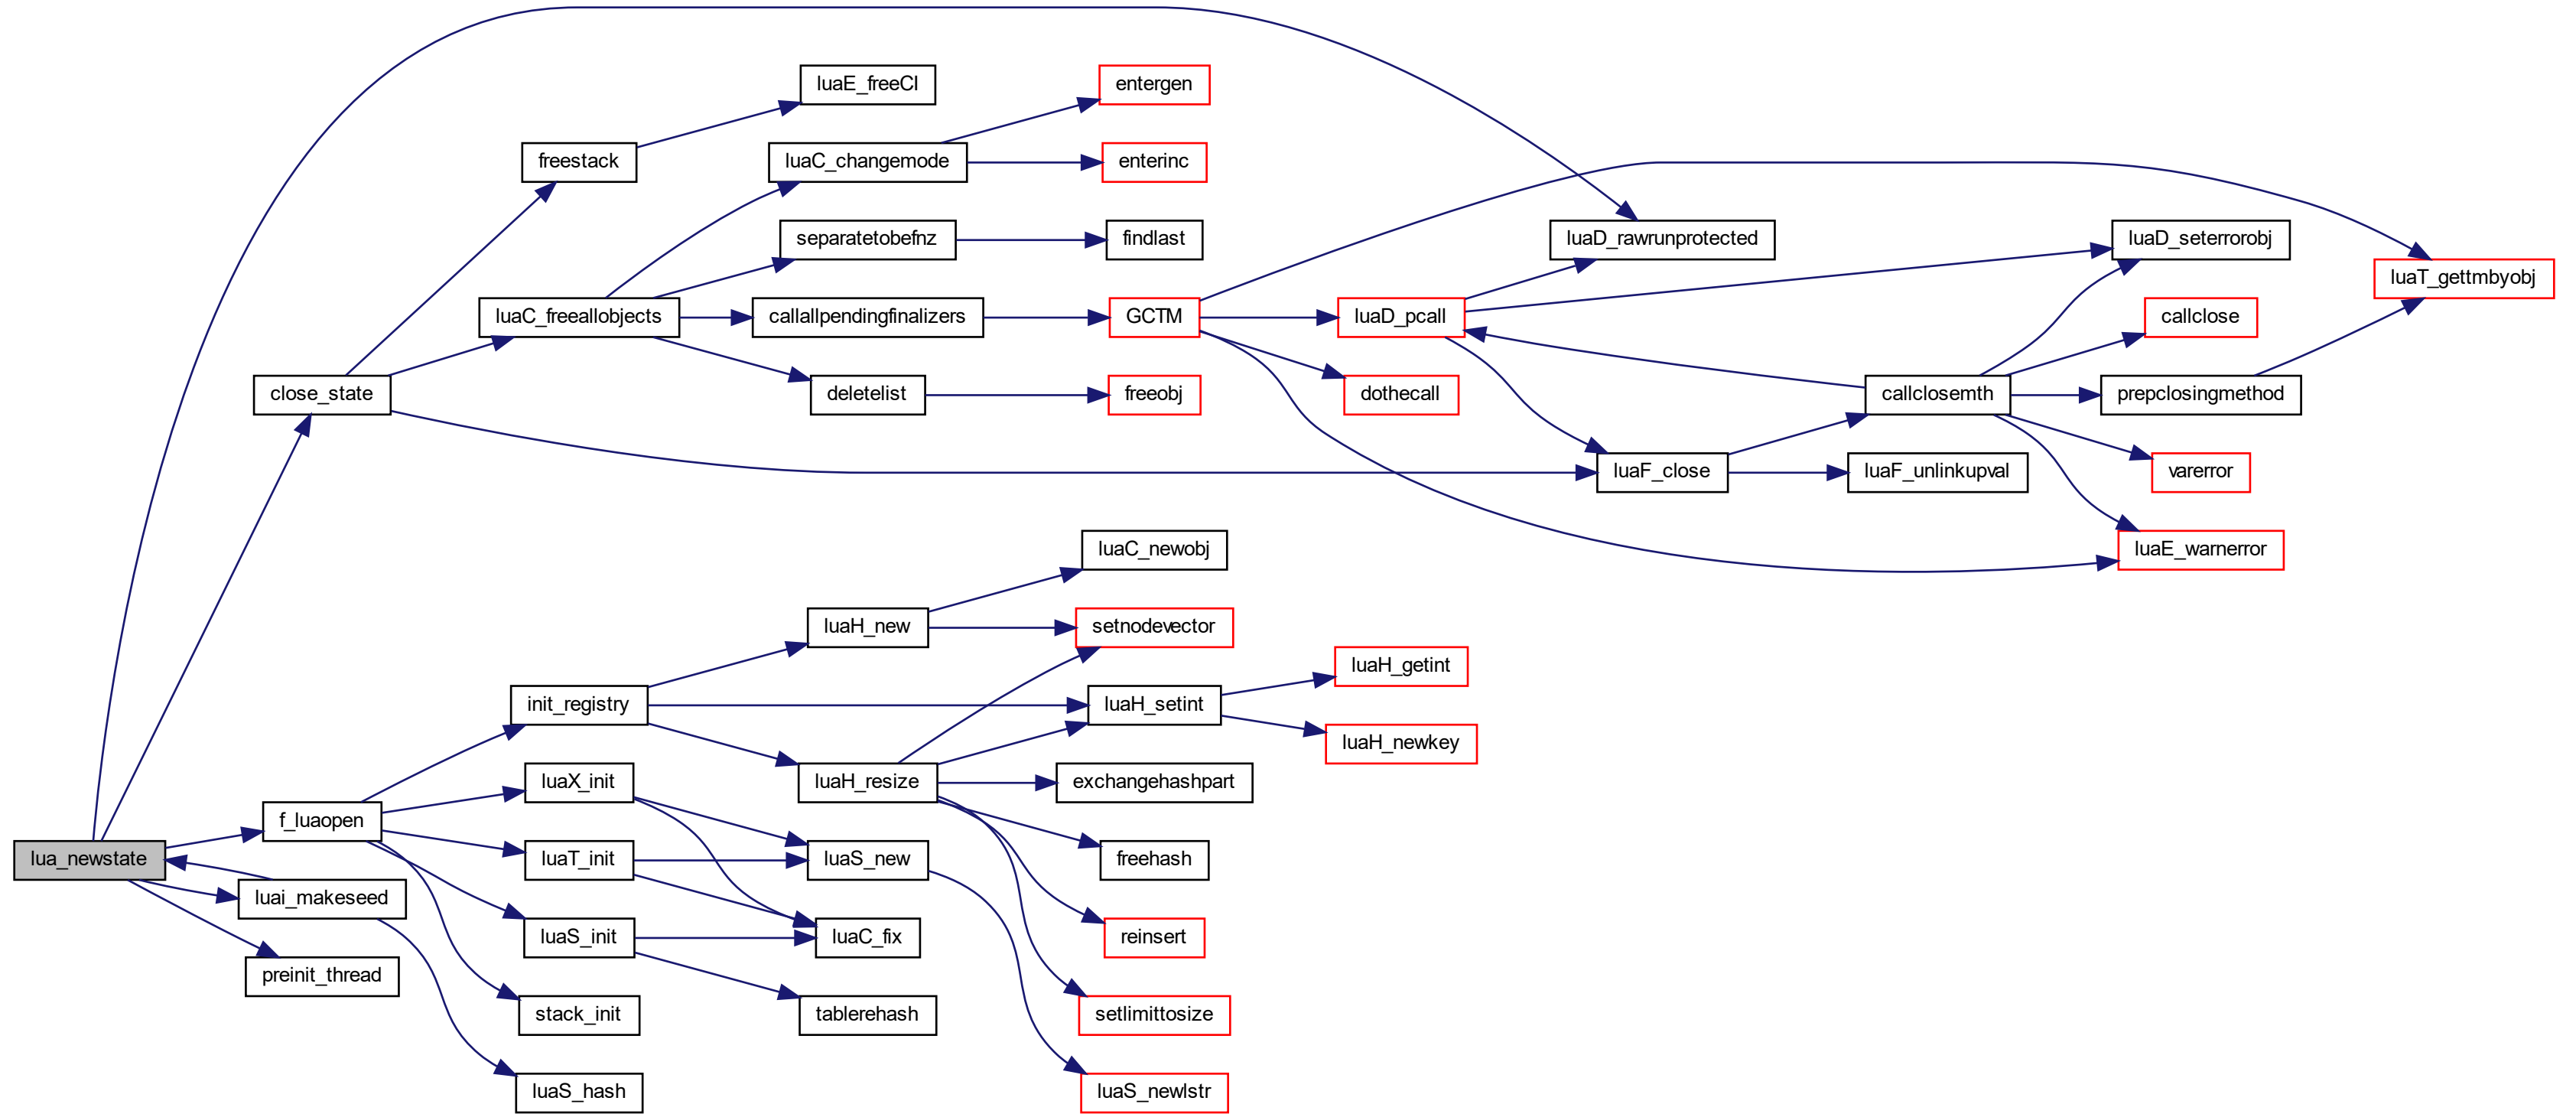 luaE_freeCI
entergen
freestack
luaC_changemode
enterinc
separatetobefnz
findlast
luaD_rawrunprotected
luaD_seterrorobj
luaT_gettmbyobj
luaC_freeallobjects
callallpendingfinalizers
GCTM
luaD_pcall
callclose
close_state
deletelist
freeobj
dothecall
callclosemth
prepclosingmethod
luaF_close
luaF_unlinkupval
varerror
luaC_newobj
luaE_warnerror
luaH_new
setnodevector
luaH_getint
init_registry
luaH_setint
luaH_newkey
luaX_init
luaH_resize
exchangehashpart
f_luaopen
lua_newstate
luaT_init
luaS_new
freehash
luai_makeseed
luaS_init
luaC_fix
reinsert
preinit_thread
stack_init
tablerehash
setlimittosize
luaS_hash
luaS_newlstr